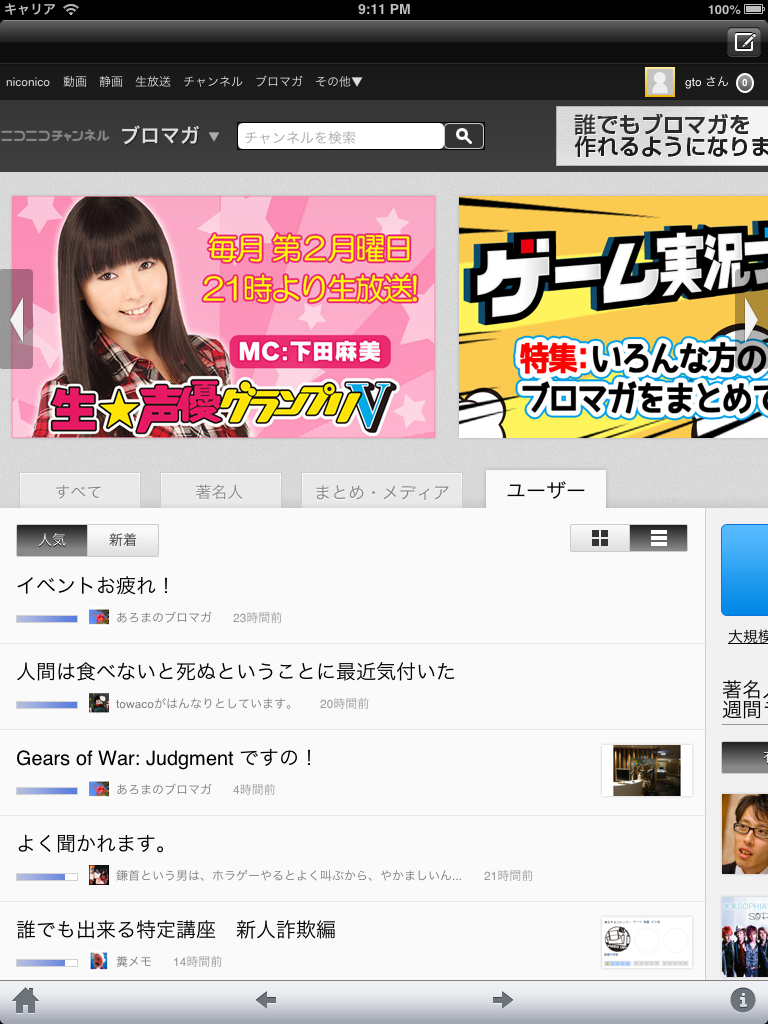 キャリア 9:11 PM 100%
niconico 動画 静画 生放送 チャンネル ブロマガ その他▼ gto さん 0
ニコニコチャンネル ブロマガ ▼ チャンネルを検索
誰でもブロマガを
作れるようになりま
毎月 第2月曜日
21時より生放送!
MC:下田麻美
生★声優グランプリV
ゲーム実況
特集:いろんな方の
ブロマガをまとめて
すべて 著名人 まとめ・メディア ユーザー
人気 新着
イベントお疲れ！
あろまのブロマガ 23時間前
人間は食べないと死ぬということに最近気付いた
towacoがはんなりとしています。 20時間前
Gears of War: Judgment ですの！
あろまのブロマガ 4時間前
よく聞かれます。
鎌首という男は、ホラゲーやるとよく叫ぶから、やかましいん... 21時間前
誰でも出来る特定講座　新人詐欺編
糞メモ 14時間前
大規模
著名人
週間